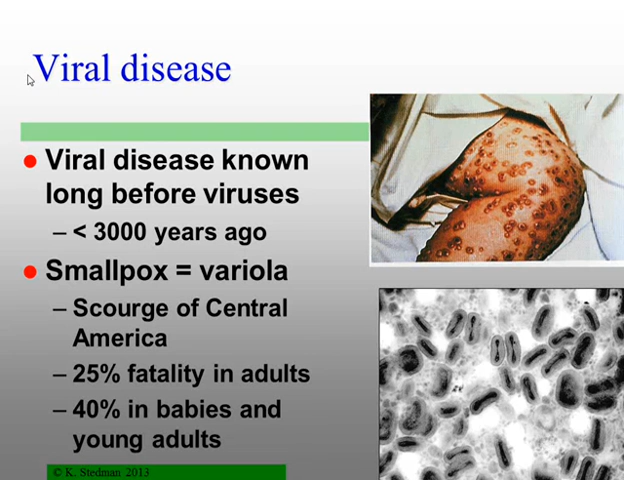 Viral disease
Viral disease known
long before viruses
– < 3000 years ago
Smallpox = variola
– Scourge of Central
America
– 25% fatality in adults
– 40% in babies and
young adults
© K. Stedman 2013